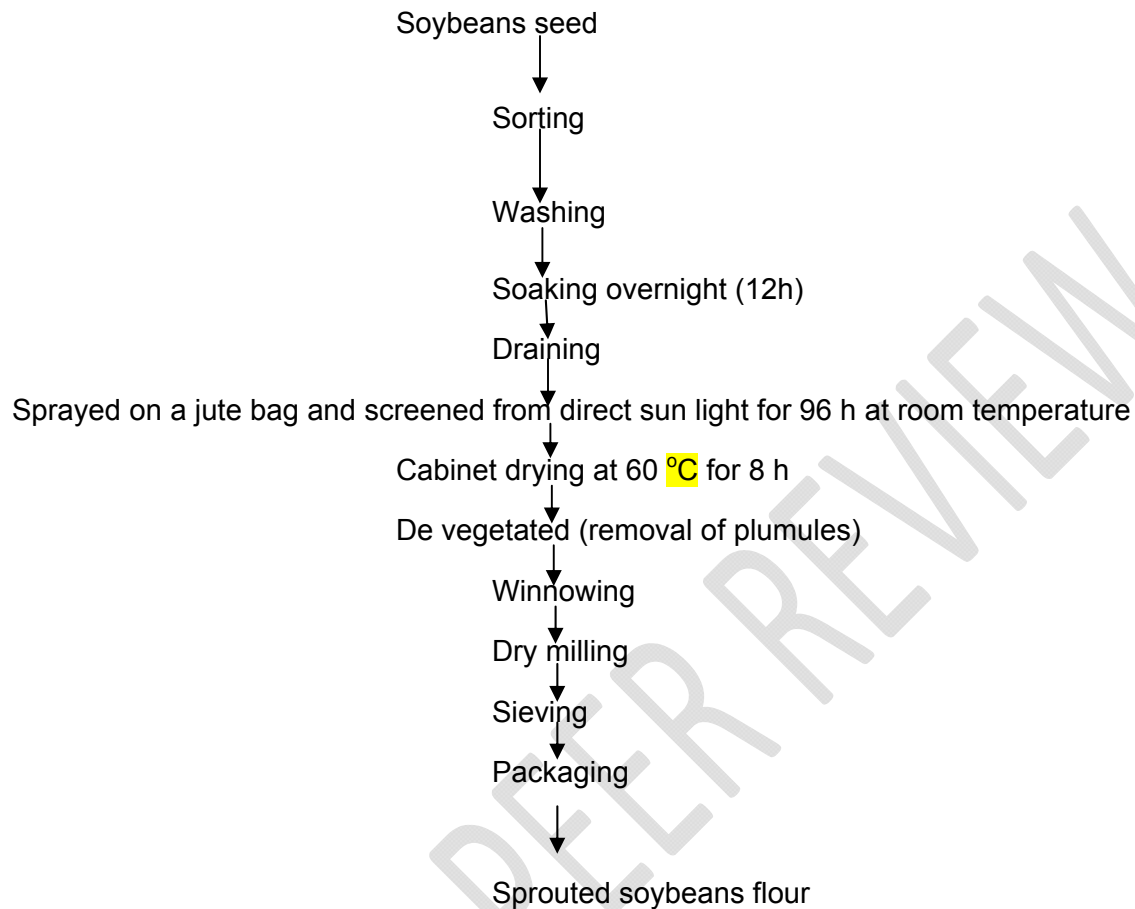 Soybeans seed
Sorting
Washing
Soaking overnight (12h)
Draining
Sprayed on a jute bag and screened from direct sun light for 96 h at room temperature
Cabinet drying at 60 °C for 8 h
De vegetated (removal of plumules)
Winnowing
Dry milling
Sieving
Packaging
Sprouted soybeans flour
PEER REVIEW